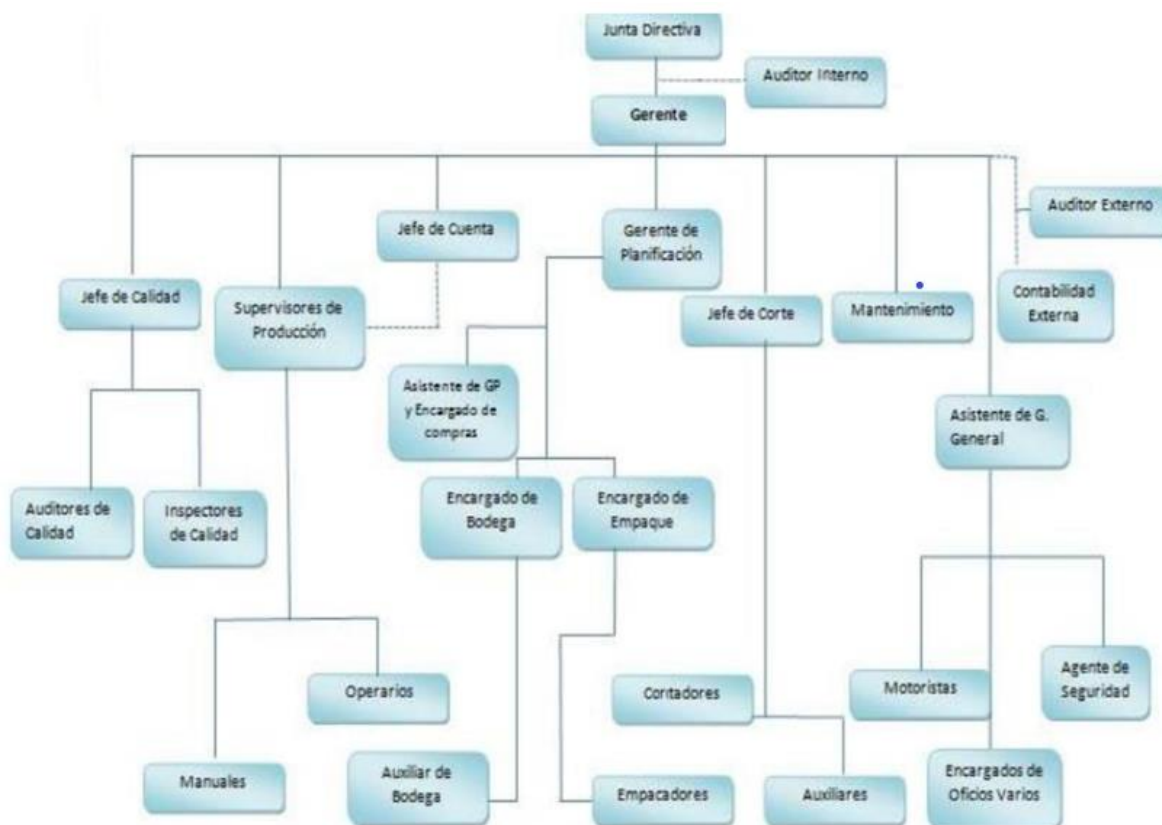 Junta Directiva
Auditor Interno
Gerente
Auditor Externo
Jefe de Cuenta
Gerente de
Planificación
Jefe de Calidad
Supervisores de
Producción
Jefe de Corte
Mantenimiento
Contabilidad
Externa
Asistente de GP
y Encargado de
compras
Asistente de G.
General
Auditores de
Calidad
Inspectores
de Calidad
Encargado de
Bodega
Encargado de
Empaque
Operarios
Contadores
Motoristas
Agente de
Seguridad
Manuales
Auxiliar de
Bodega
Empacadores
Auxiliares
Encargados de
Oficios Varios